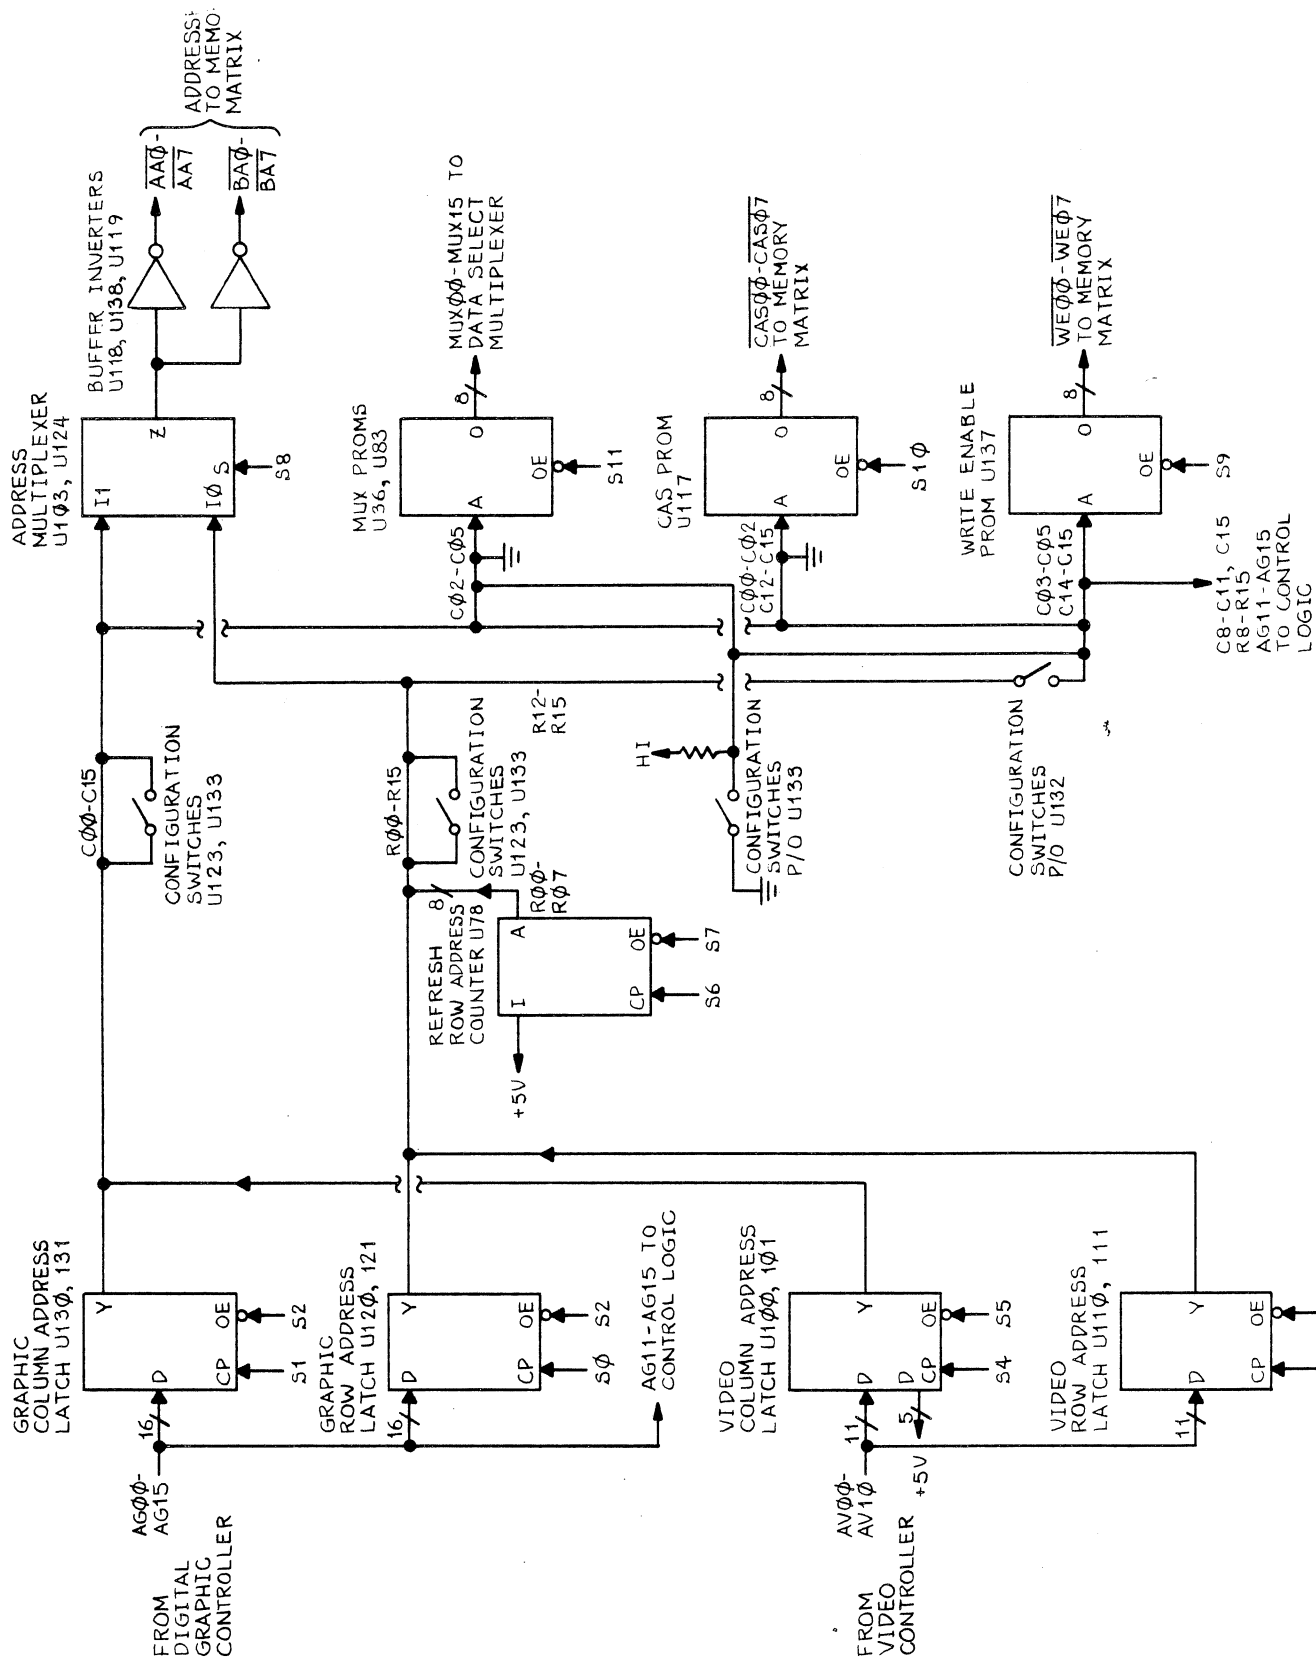 FROM
DIGITAL
GRAPHIC
CONTROLLER
AGØØ-
AG15
16
GRAPHIC
COLUMN ADDRESS
LATCH U13Ø, 131
D
Y
CP
OE
S1
S2
16
GRAPHIC
ROW ADDRESS
LATCH U12Ø, 121
D
Y
CP
OE
SØ
S2
AG11-AG15 TO
CONTROL LOGIC
FROM
VIDEO
CONTROLLER
AVØØ-
AV1Ø
+5V
11
5
VIDEO
COLUMN ADDRESS
LATCH U1ØØ, 1Ø1
D
Y
D
CP
OE
S4
S5
11
VIDEO
ROW ADDRESS
LATCH U11Ø, 111
D
Y
CP
OE
+5V
REFRESH
ROW ADDRESS
COUNTER U78
I
A
CP
OE
S6
S7
8
RØØ-
RØ7
CØØ-C15
CONFIGURATION
SWITCHES
U123, U133
RØØ-R15
CONFIGURATION
SWITCHES
U123, U133
R12-
R15
HI
CONFIGURATION
SWITCHES
P/O U133
CONFIGURATION
SWITCHES
P/O U132
ADDRESS
MULTIPLEXER
U1Ø3, U124
I1
Z
IØ
S
S8
BUFFFR INVERTERS
U118, U138, U119
AAØ-
AA7
BAØ-
BA7
ADDRESS
TO MEMO
MATRIX
MUX PROMS
U36, U83
CØ2-CØ5
A
O
OE
S11
8
MUXØØ-MUX15 TO
DATA SELECT
MULTIPLEXER
CAS PROM
U117
CØØ-CØ2
C12-C15
A
O
OE
S1Ø
8
CASØØ-CASØ7
TO MEMORY
MATRIX
WRITE ENABLE
PROM U137
CØ3-CØ5
C14-C15
A
O
OE
S9
8
WEØØ-WEØ7
TO MEMORY
MATRIX
C8-C11, C15
R8-R15
AG11-AG15
TO CONTROL
LOGIC